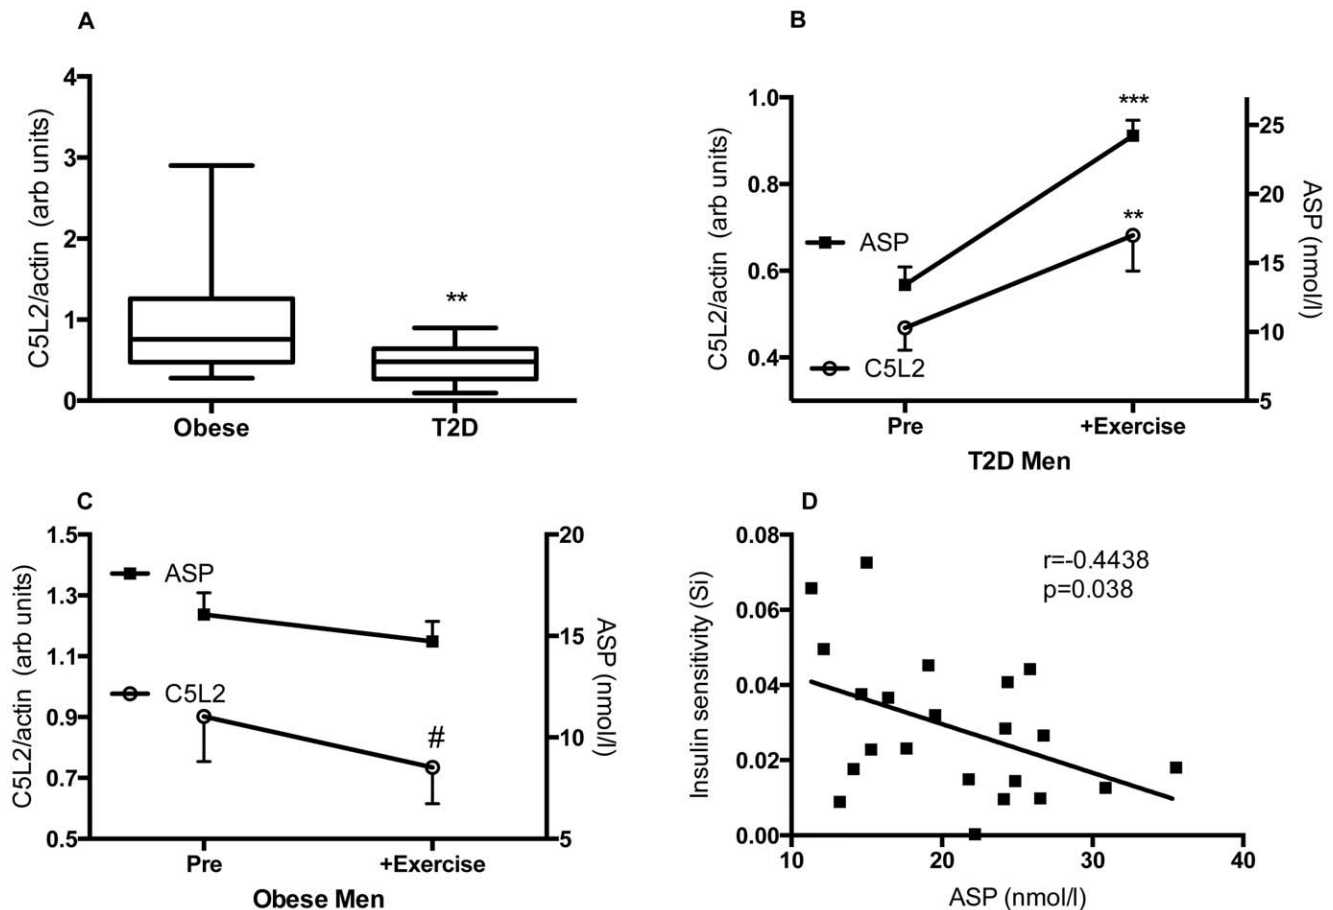 A
C5L2/actin (arb units)
4
3
2
1
0
**
Obese
T2D
B
C5L2/actin (arb units)
1.0
0.8
0.6
0.4
ASP
C5L2
***
**
25
20
15
10
5
ASP (nmol/l)
Pre
+Exercise
T2D Men
C
C5L2/actin (arb units)
1.5
1.3
1.1
0.9
0.7
0.5
ASP
C5L2
#
20
15
10
5
ASP (nmol/l)
Pre
+Exercise
Obese Men
D
Insulin sensitivity (Si)
0.08
0.06
0.04
0.02
0.00
r=-0.4438
p=0.038
10
20
30
40
ASP (nmol/l)